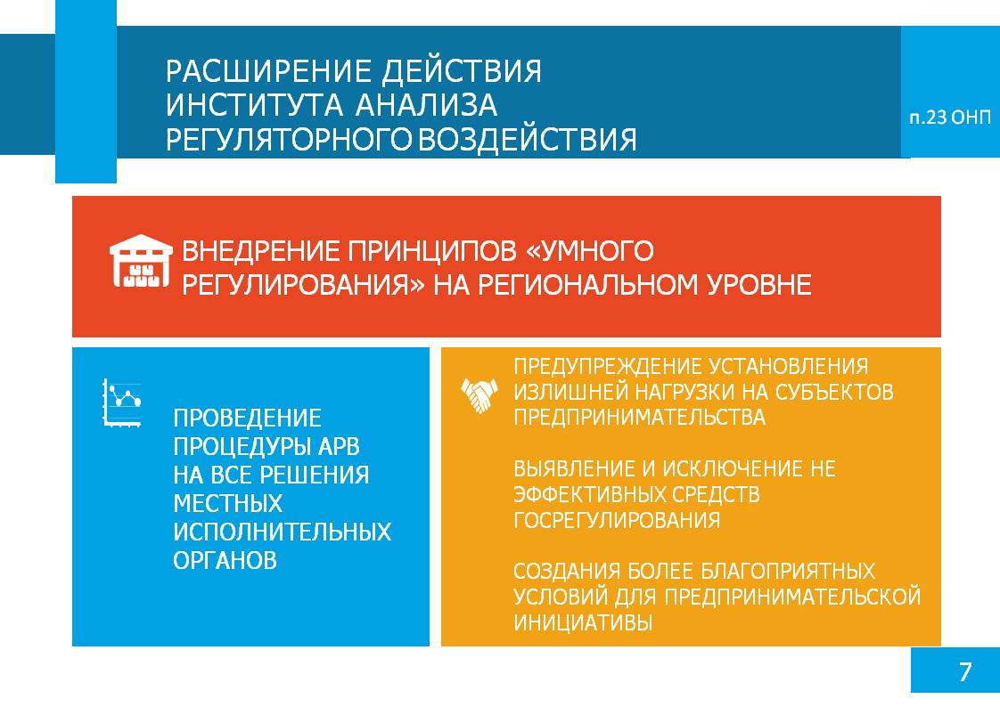 РАСШИРЕНИЕ ДЕЙСТВИЯ
ИНСТИТУТА АНАЛИЗА
РЕГУЛЯТОРНОГО ВОЗДЕЙСТВИЯ
п.23 ОНП
ВНЕДРЕНИЕ ПРИНЦИПОВ «УМНОГО
РЕГУЛИРОВАНИЯ» НА РЕГИОНАЛЬНОМ УРОВНЕ
ПРОВЕДЕНИЕ
ПРОЦЕДУРЫ АРВ
НА ВСЕ РЕШЕНИЯ
МЕСТНЫХ
ИСПОЛНИТЕЛЬНЫХ
ОРГАНОВ
ПРЕДУПРЕЖДЕНИЕ УСТАНОВЛЕНИЯ
ИЗЛИШНЕЙ НАГРУЗКИ НА СУБЪЕКТОВ
ПРЕДПРИНИМАТЕЛЬСТВА
ВЫЯВЛЕНИЕ И ИСКЛЮЧЕНИЕ НЕ
ЭФФЕКТИВНЫХ СРЕДСТВ
ГОСРЕГУЛИРОВАНИЯ
СОЗДАНИЯ БОЛЕЕ БЛАГОПРИЯТНЫХ
УСЛОВИЙ ДЛЯ ПРЕДПРИНИМАТЕЛЬСКОЙ
ИНИЦИАТИВЫ
7